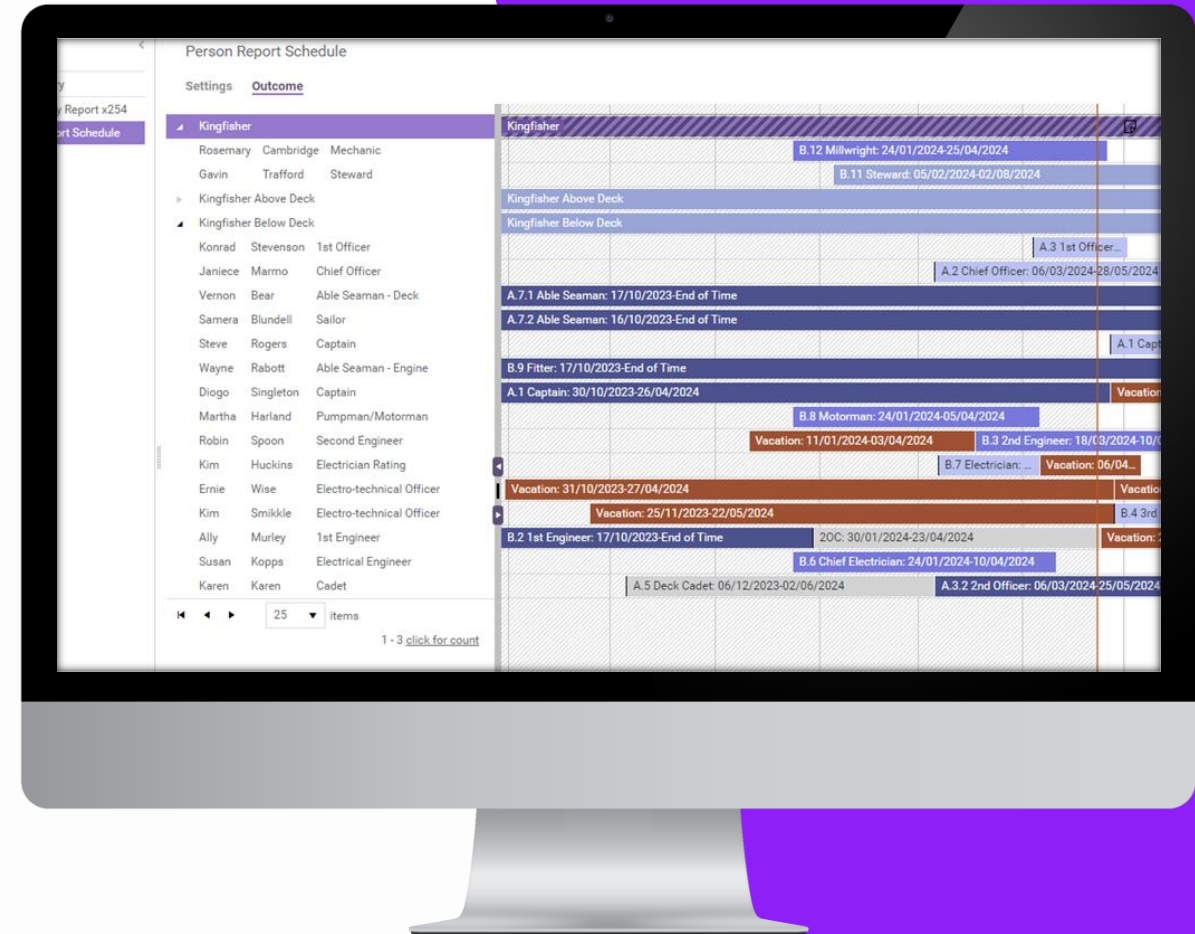 Person Report Schedule
Settings Outcome
y
y Report x254
ort Schedule
Kingfisher Kingfisher
Rosemary Cambridge Mechanic B.12 Millwright: 24/01/2024-25/04/2024
Gavin Trafford Steward B.11 Steward: 05/02/2024-02/08/2024
Kingfisher Above Deck Kingfisher Above Deck
Kingfisher Below Deck Kingfisher Below Deck
Konrad Stevenson 1st Officer A.3 1st Officer...
Janiece Marmo Chief Officer A.2 Chief Officer: 06/03/2024-28/05/2024
Vernon Bear Able Seaman - Deck A.7.1 Able Seaman: 17/10/2023-End of Time
Samera Blundell Sailor A.7.2 Able Seaman: 16/10/2023-End of Time
Steve Rogers Captain A.1 Capt
Wayne Rabott Able Seaman - Engine B.9 Fitter: 17/10/2023-End of Time
Diogo Singleton Captain A.1 Captain: 30/10/2023-26/04/2024 Vacation
Martha Harland Pumpman/Motorman B.8 Motorman: 24/01/2024-05/04/2024
Robin Spoon Second Engineer Vacation: 11/01/2024-03/04/2024 B.3 2nd Engineer: 18/03/2024-10/
Kim Huckins Electrician Rating B.7 Electrician: ... Vacation: 06/04...
Ernie Wise Electro-technical Officer Vacation: 31/10/2023-27/04/2024 Vacation
Kim Smikkle Electro-technical Officer Vacation: 25/11/2023-22/05/2024 B.4 3rd
Ally Murley 1st Engineer B.2 1st Engineer: 17/10/2023-End of Time 2OC: 30/01/2024-23/04/2024 Vacation: 2
Susan Kopps Electrical Engineer B.6 Chief Electrician: 24/01/2024-10/04/2024
Karen Karen Cadet A.5 Deck Cadet: 06/12/2023-02/06/2024 A.3.2 2nd Officer: 06/03/2024-25/05/2024
25 items
1 - 3 click for count